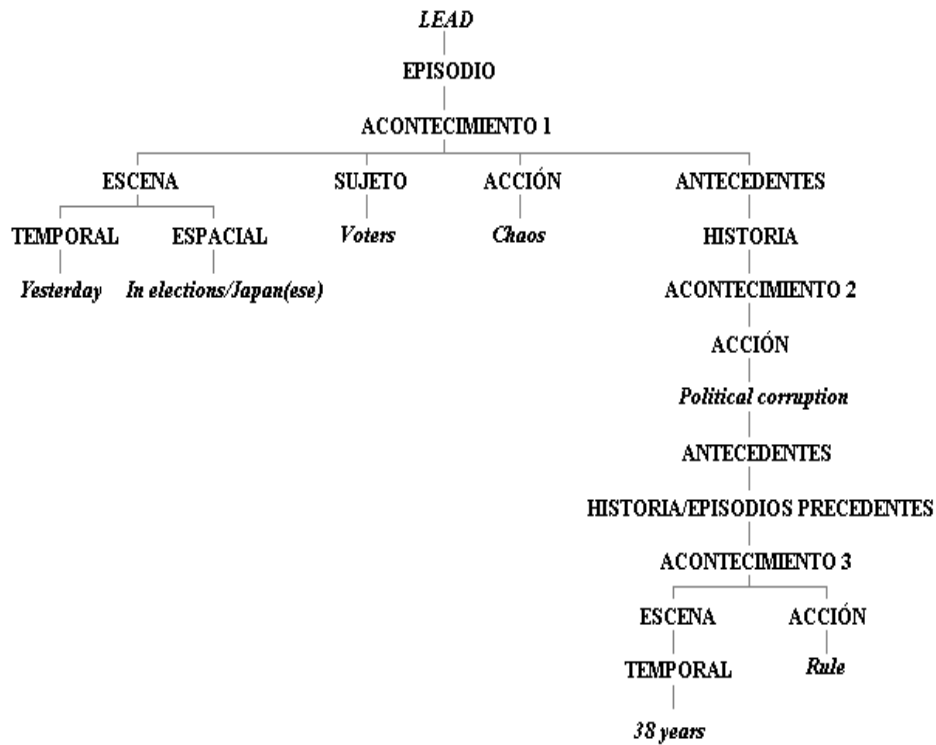 LEAD
EPISODIO
ACONTECIMIENTO 1
ESCENA SUJETO ACCIÓN ANTECEDENTES
TEMPORAL ESPACIAL Voters Chaos HISTORIA
Yesterday In elections/Japan(ese) ACONTECIMIENTO 2
ACCIÓN
Political corruption
ANTECEDENTES
HISTORIA/EPISODIOS PRECEDENTES
ACONTECIMIENTO 3
ESCENA ACCIÓN
TEMPORAL Rule
38 years